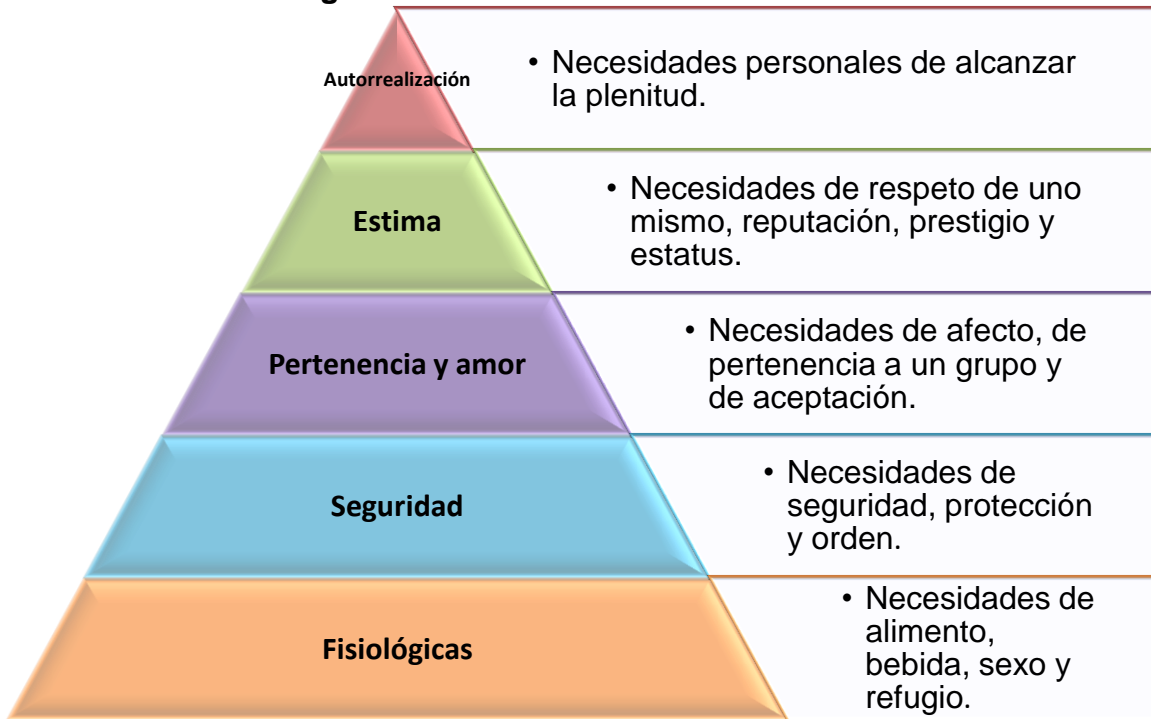 Autorrealización
• Necesidades personales de alcanzar
la plenitud.
Estima
• Necesidades de respeto de uno
mismo, reputación, prestigio y
estatus.
Pertenencia y amor
• Necesidades de afecto, de
pertenencia a un grupo y
de aceptación.
Seguridad
• Necesidades de
seguridad, protección
y orden.
Fisiológicas
• Necesidades de
alimento,
bebida, sexo y
refugio.